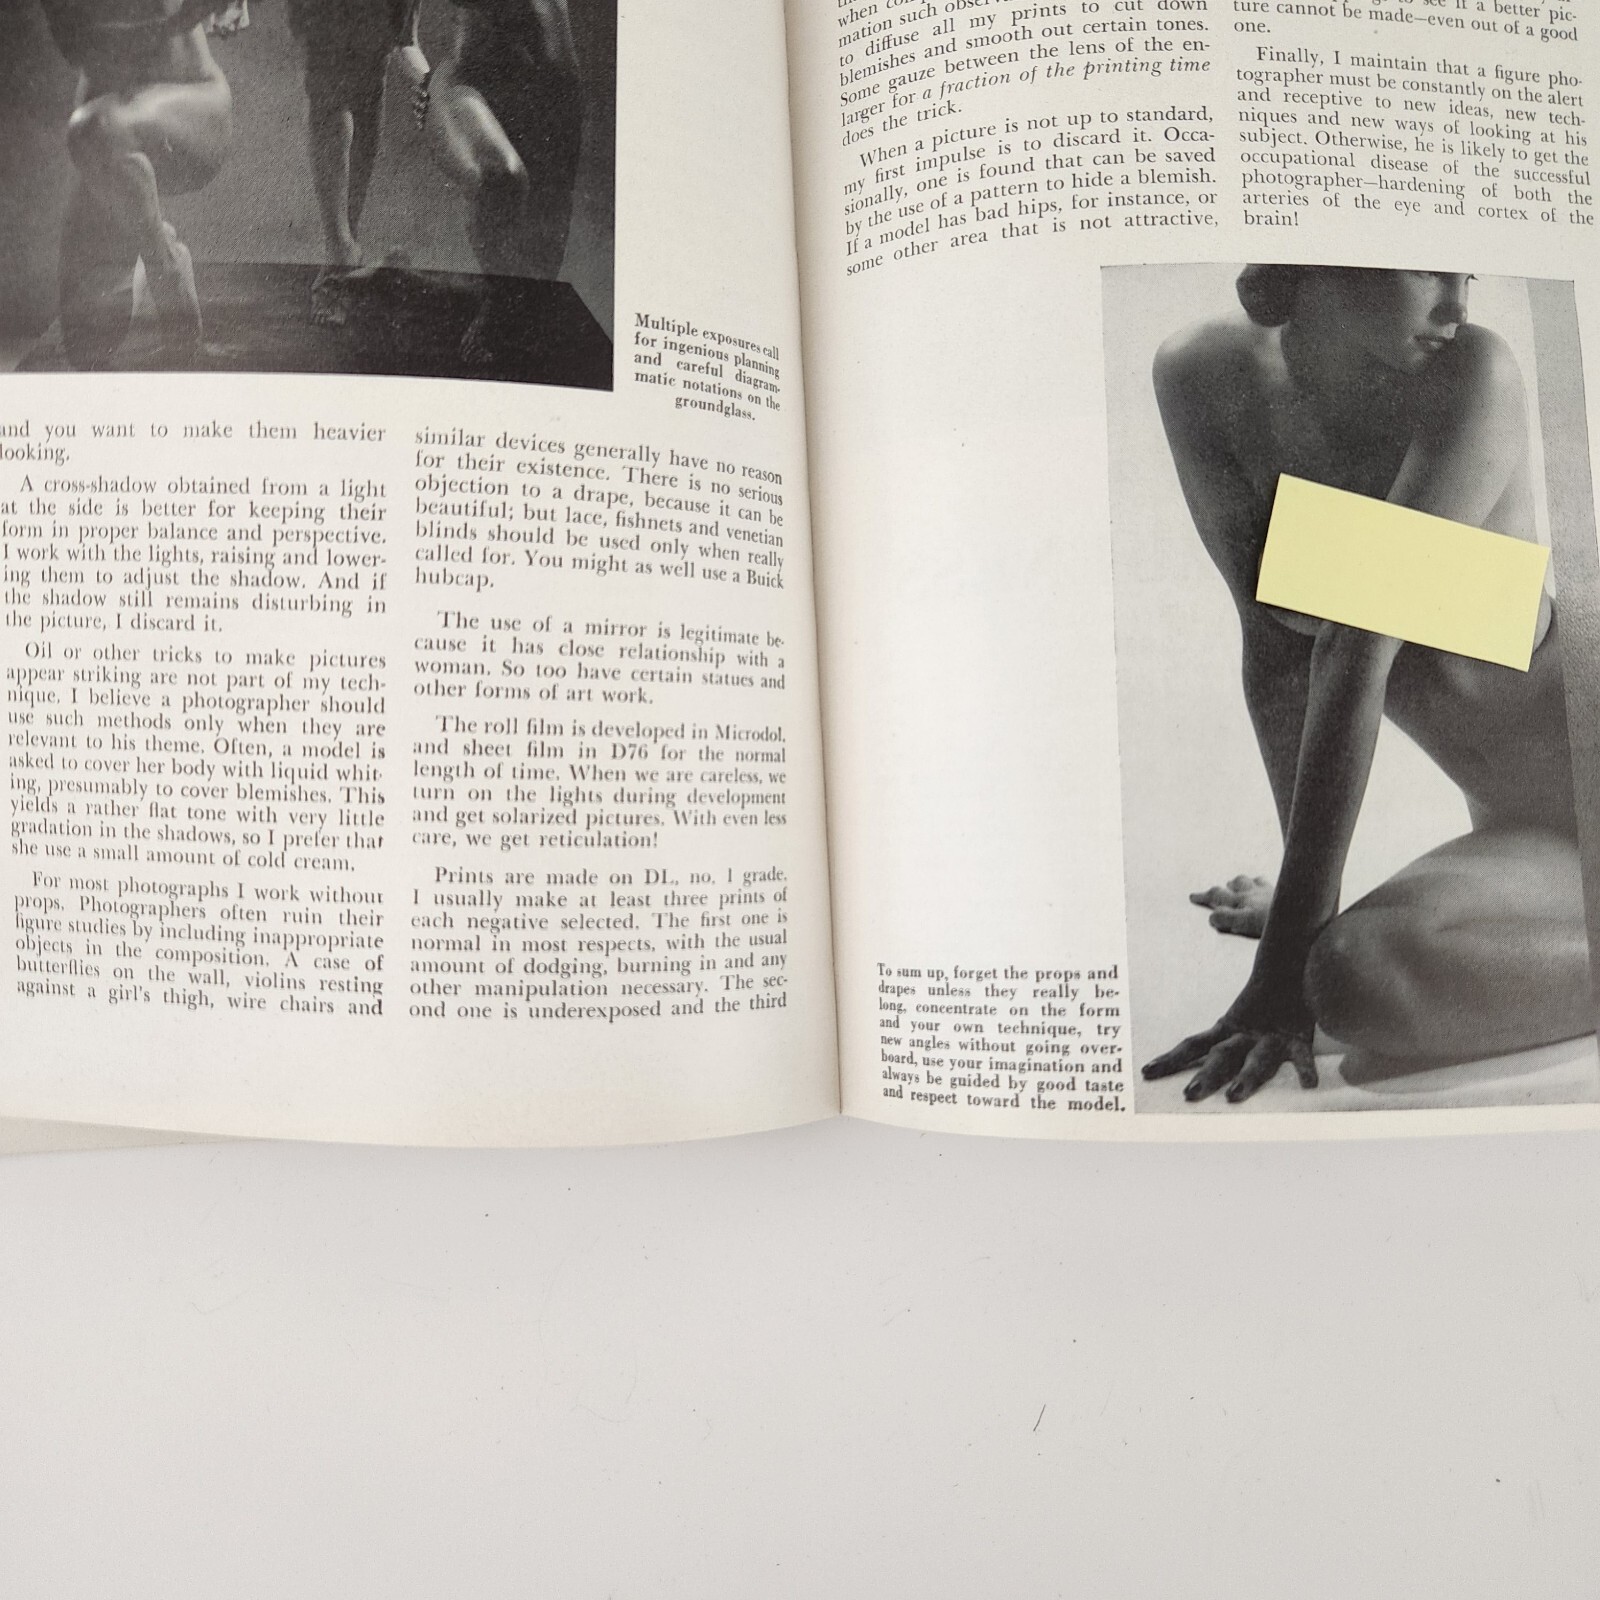 Multiple exposures call
for ingenious planning
and careful diagram-
matic notations on the
groundglass.
and you want to make them heavier
looking.
A cross-shadow obtained from a light
at the side is better for keeping their
form in proper balance and perspective.
I work with the lights, raising and lower-
ing them to adjust the shadow. And if
the shadow still remains disturbing in
the picture, I discard it.
Oil or other tricks to make pictures
appear striking are not part of my tech-
nique. I believe a photographer should
use such methods only when they are
relevant to his theme. Often, a model is
asked to cover her body with liquid whit-
ing, presumably to cover blemishes. This
yields a rather flat tone with very little
gradation in the shadows, so I prefer that
she use a small amount of cold cream.
For most photographs I work without
props. Photographers often ruin their
figure studies by including inappropriate
objects in the composition. A case of
butterflies on the wall, violins resting
against a girl's thigh, wire chairs and
similar devices generally have no reason
for their existence. There is no serious
objection to a drape, because it can be
beautiful; but lace, fishnets and venetian
blinds should be used only when really
called for. You might as well use a Buick
hubcap.
The use of a mirror is legitimate be-
cause it has close relationship with a
woman. So too have certain statues and
other forms of art work.
The roll film is developed in Microdol,
and sheet film in D76 for the normal
length of time. When we are careless, we
turn on the lights during development
and get solarized pictures. With even less
care, we get reticulation!
Prints are made on DL, no. 1 grade.
I usually make at least three prints of
each negative selected. The first one is
normal in most respects, with the usual
amount of dodging, burning in and any
other manipulation necessary. The sec-
ond one is underexposed and the third
when
mation such
to diffuse all my prints to cut down
blemishes and smooth out certain tones.
Some gauze between the lens of the en-
larger for a fraction of the printing time
does the trick.
When a picture is not up to standard,
my first impulse is to discard it. Occa-
sionally, one is found that can be saved
by the use of a pattern to hide a blemish.
If a model has bad hips, for instance, or
some other area that is not attractive,
see if a better pic-
ture cannot be made—even out of a good
one.
Finally, I maintain that a figure pho-
tographer must be constantly on the alert
and receptive to new ideas, new tech-
niques and new ways of looking at his
subject. Otherwise, he is likely to get the
occupational disease of the successful
photographer—hardening of both the
arteries of the eye and cortex of the
brain!
To sum up, forget the props and
drapes unless they really be-
long, concentrate on the form
and your own technique, try
new angles without going over-
board, use your imagination and
always be guided by good taste
and respect toward the model.